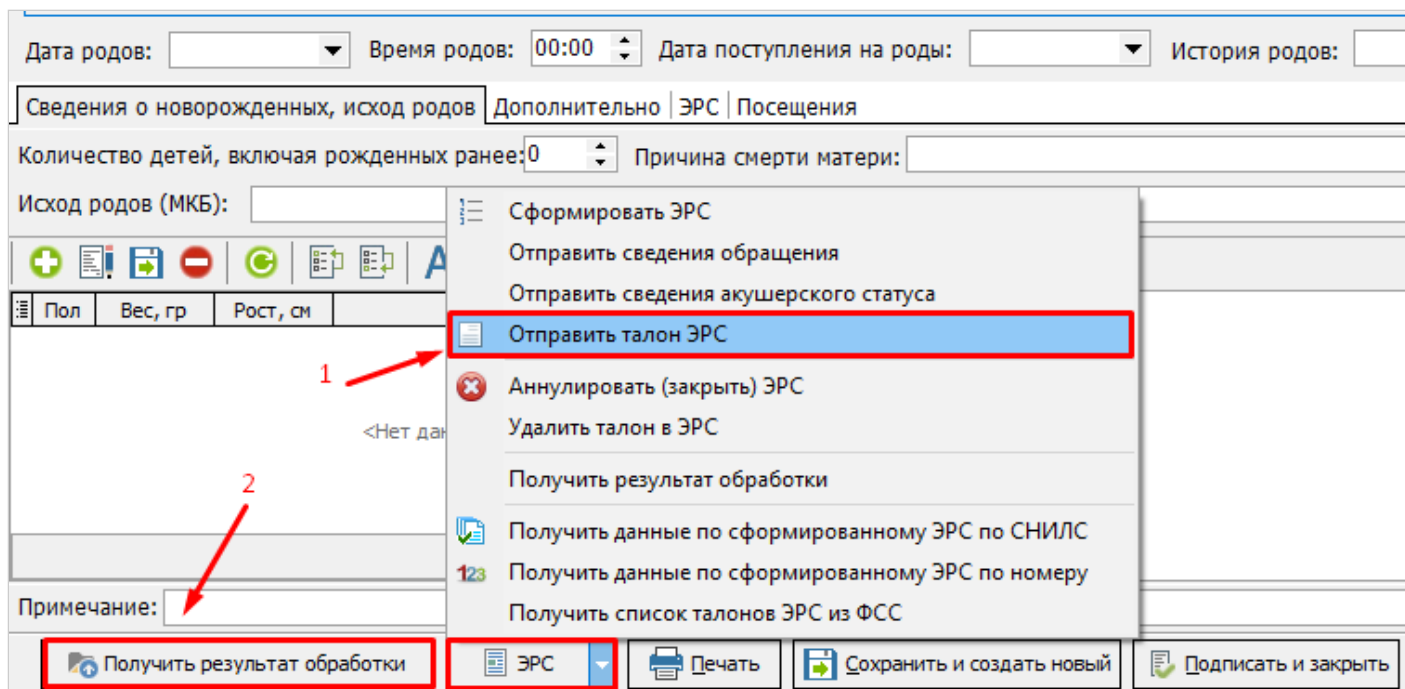 Дата родов: Время родов: 00:00 Дата поступления на роды: История родов:
Сведения о новорожденных, исход родов Дополнительно ЭРС Посещения
Количество детей, включая рожденных ранее: 0 Причина смерти матери:
Исход родов (МКБ):
Сформировать ЭРС
Отправить сведения обращения
Отправить сведения акушерского статуса
Отправить талон ЭРС
Аннулировать (закрыть) ЭРС
Удалить талон в ЭРС
Получить результат обработки
Получить данные по сформированному ЭРС по СНИЛС
123 Получить данные по сформированному ЭРС по номеру
Получить список талонов ЭРС из ФСС
Пол Вес, гр Рост, см
1
<Нет
2
Примечание:
Получить результат обработки ЭРС Печать Сохранить и создать новый Подписать и закрыть